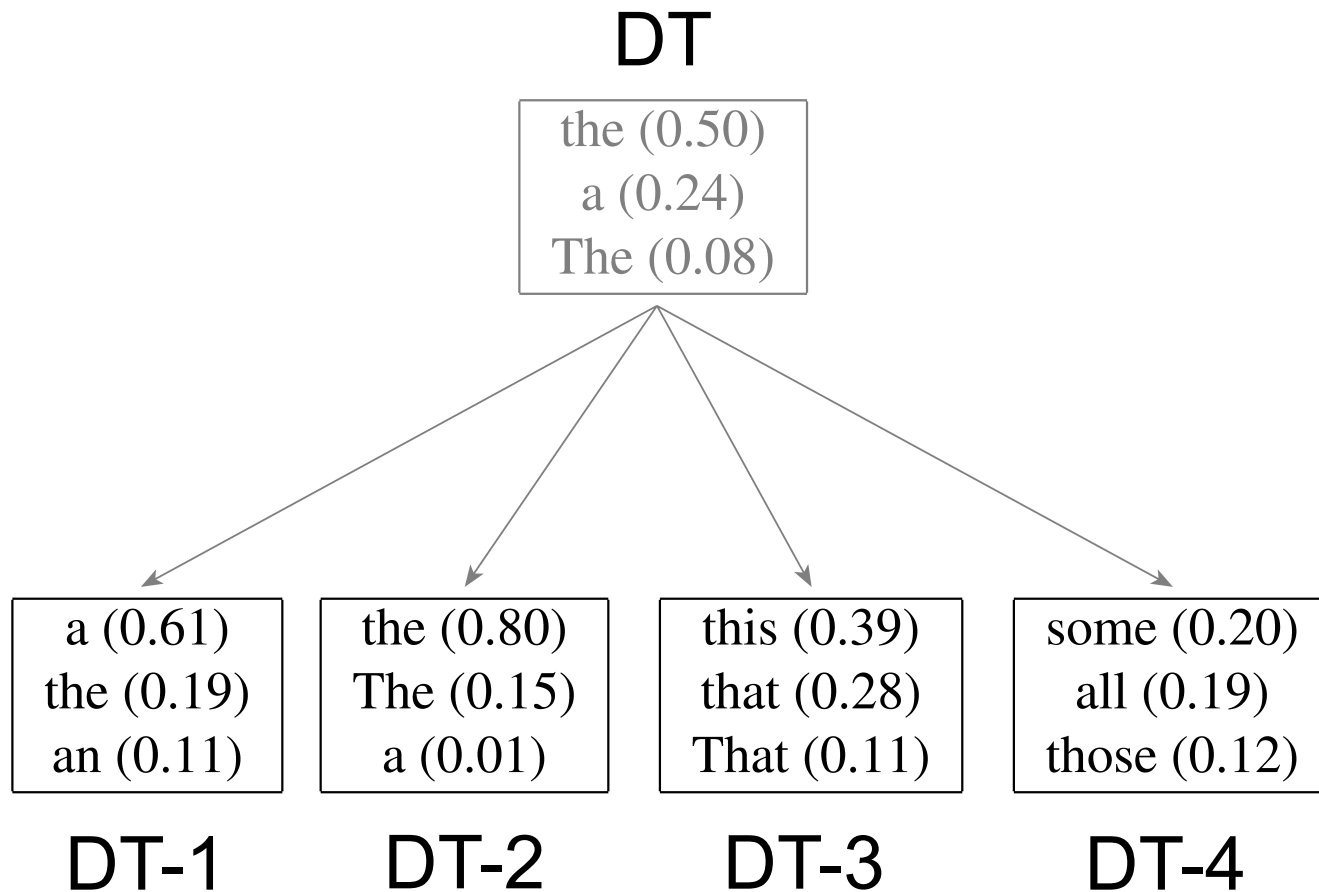 DT
the (0.50)
a (0.24)
The (0.08)
a (0.61)
the (0.19)
an (0.11)
DT-1
the (0.80)
The (0.15)
a (0.01)
DT-2
this (0.39)
that (0.28)
That (0.11)
DT-3
some (0.20)
all (0.19)
those (0.12)
DT-4